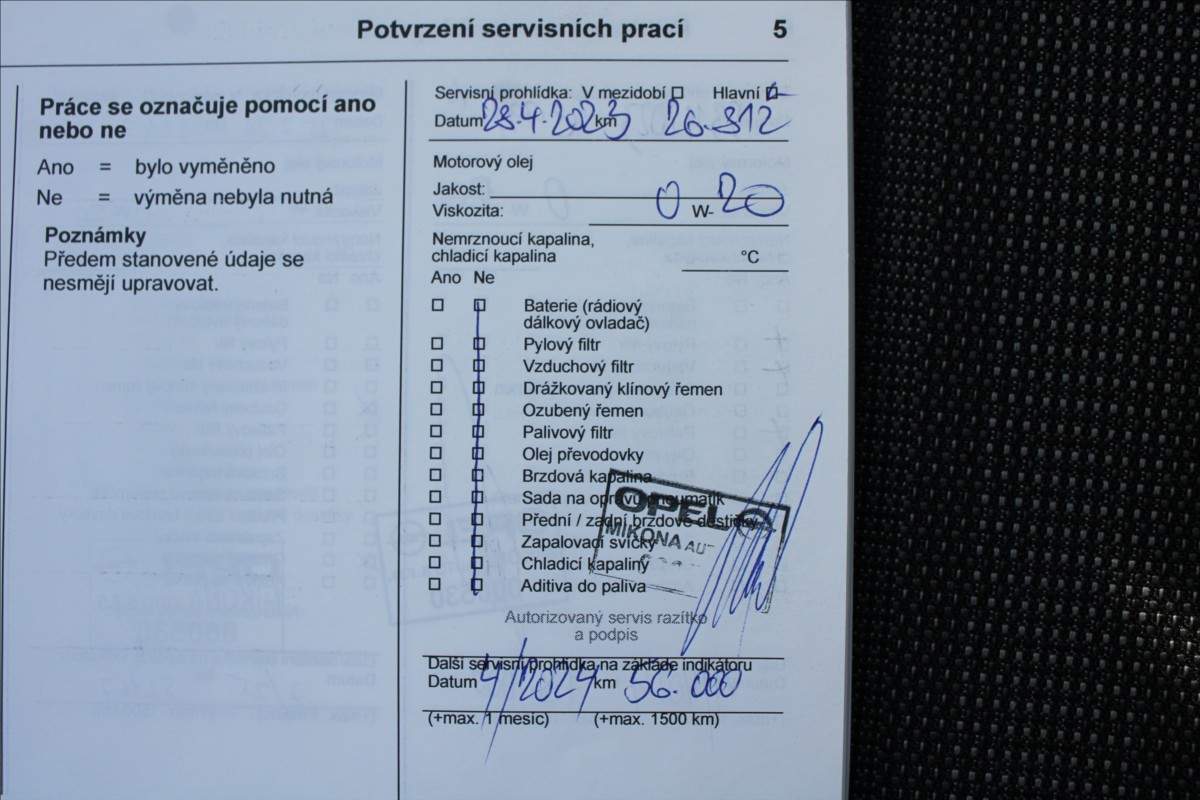 Potvrzení servisních prací 5
Práce se označuje pomocí ano
nebo ne
Ano = bylo vyměněno
Ne = výměna nebyla nutná
Poznámky
Předem stanovené údaje se
nesmějí upravovat.
Servisní prohlídka: V mezidobí Hlavní
Datum 28.4.2023 km 26.812
Motorový olej
Jakost:
Viskozita: 0 W- 20
Nemrznoucí kapalina,
chladicí kapalina °C
Ano Ne
Baterie (rádiový
dálkový ovladač)
Pylový filtr
Vzduchový filtr
Drážkovaný klínový řemen
Ozubený řemen
Palivový filtr
Olej převodovky
Brzdová kapalina
Sada na opravu pneumatik
Přední / zadní brzdové destičky
Zapalovací svíčky
Chladicí kapaliny
Aditiva do paliva
OPEL
MIKONA AUT
Autorizovaný servis razítko
a podpis
Další servisní prohlídka na základe indikátoru
Datum 4/2024 km 56.000
(+max. 1 mesíc) (+max. 1500 km)